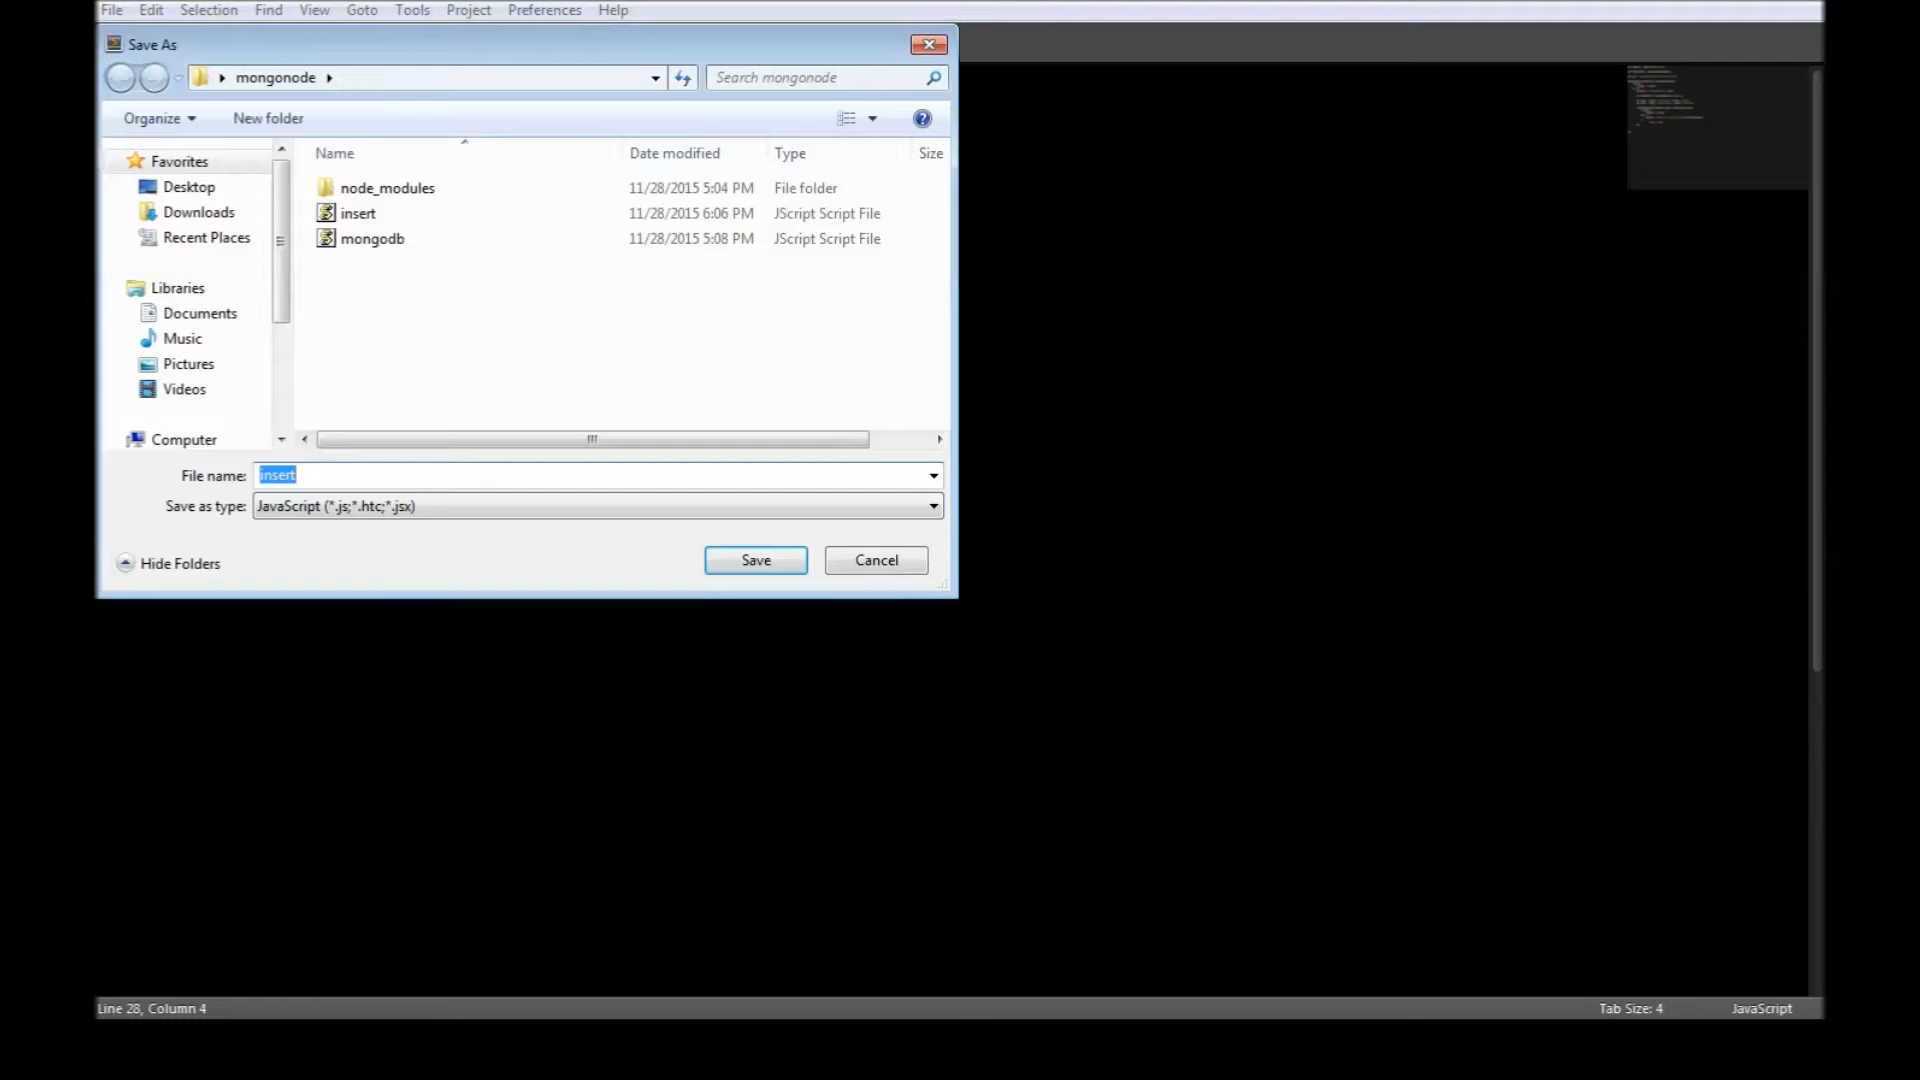 File Edit Selection Find View Goto Tools Project Preferences Help
Save As
mongonode
Search mongonode
Organize New folder
Name Date modified Type Size
Favorites
Desktop
Downloads
Recent Places
Libraries
Documents
Music
Pictures
Videos
Computer
node_modules 11/28/2015 5:04 PM File folder
insert 11/28/2015 6:06 PM JScript Script File
mongodb 11/28/2015 5:08 PM JScript Script File
File name: insert
Save as type: JavaScript (*.js;*.htc;*.jsx)
Hide Folders Save Cancel
Line 28, Column 4 Tab Size: 4 JavaScript